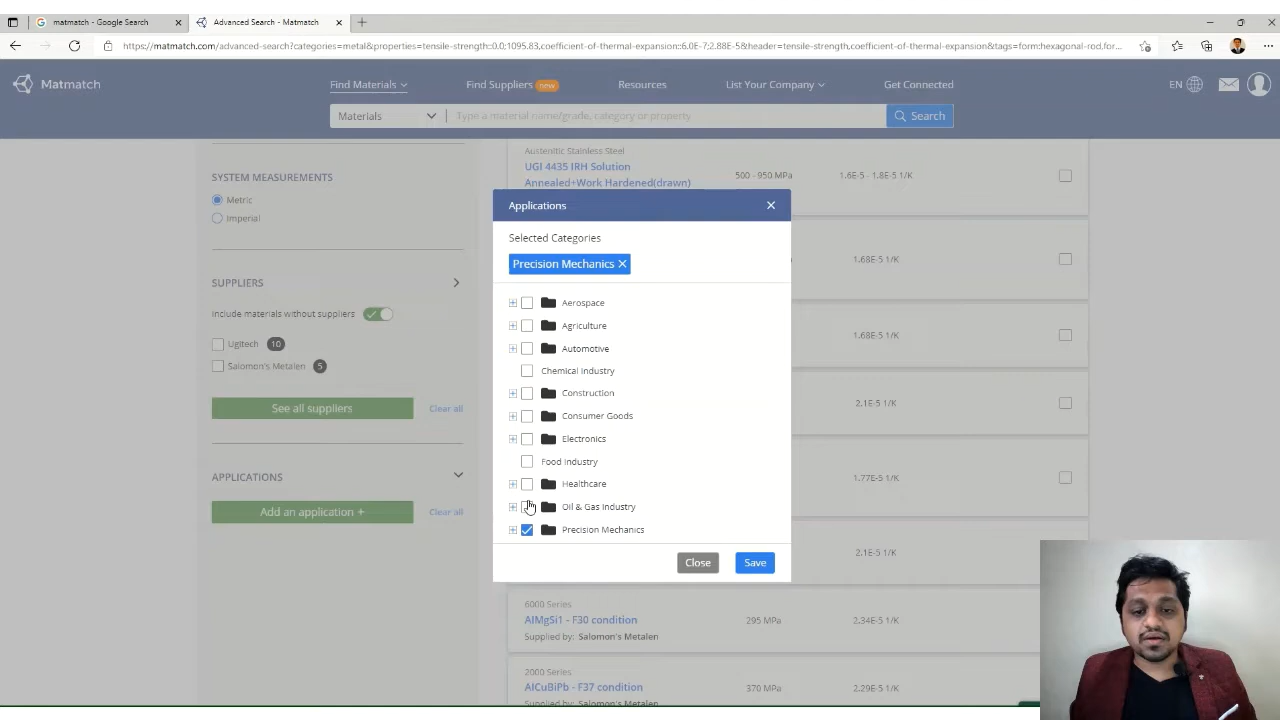 matmatch - Google Search
Advanced Search - Matmatch
https://matmatch.com/advanced-search?categories=metal&properties=tensile-strength::0.0;1095.83,coefficient-of-thermal-expansion::6.0E-7;2.88E-5&header=tensile-strength,coefficient-of-thermal-expansion&tags=form:hexagonal-rod,for...
Matmatch
Find Materials
Find Suppliers new
Resources
List Your Company
Get Connected
EN
Materials
Type a material name/grade, category or property
Search
SYSTEM MEASUREMENTS
Metric
Imperial
SUPPLIERS
Include materials without suppliers
Ugitech 10
Salomon's Metalen 5
See all suppliers
Clear all
APPLICATIONS
Add an application +
Clear all
Austenitic Stainless Steel
UGI 4435 IRH Solution
Annealed+Work Hardened(drawn)
500 - 950 MPa
1.6E-5 - 1.8E-5 1/K
1.68E-5 1/K
1.68E-5 1/K
2.1E-5 1/K
1.77E-5 1/K
2.1E-5 1/K
Applications
Selected Categories
Precision Mechanics
Aerospace
Agriculture
Automotive
Chemical Industry
Construction
Consumer Goods
Electronics
Food Industry
Healthcare
Oil & Gas Industry
Precision Mechanics
Close
Save
6000 Series
AlMgSi1 - F30 condition
295 MPa
2.34E-5 1/K
Supplied by: Salomon's Metalen
2000 Series
AlCuBiPb - F37 condition
370 MPa
2.29E-5 1/K
Supplied by: Salomon's Metalen